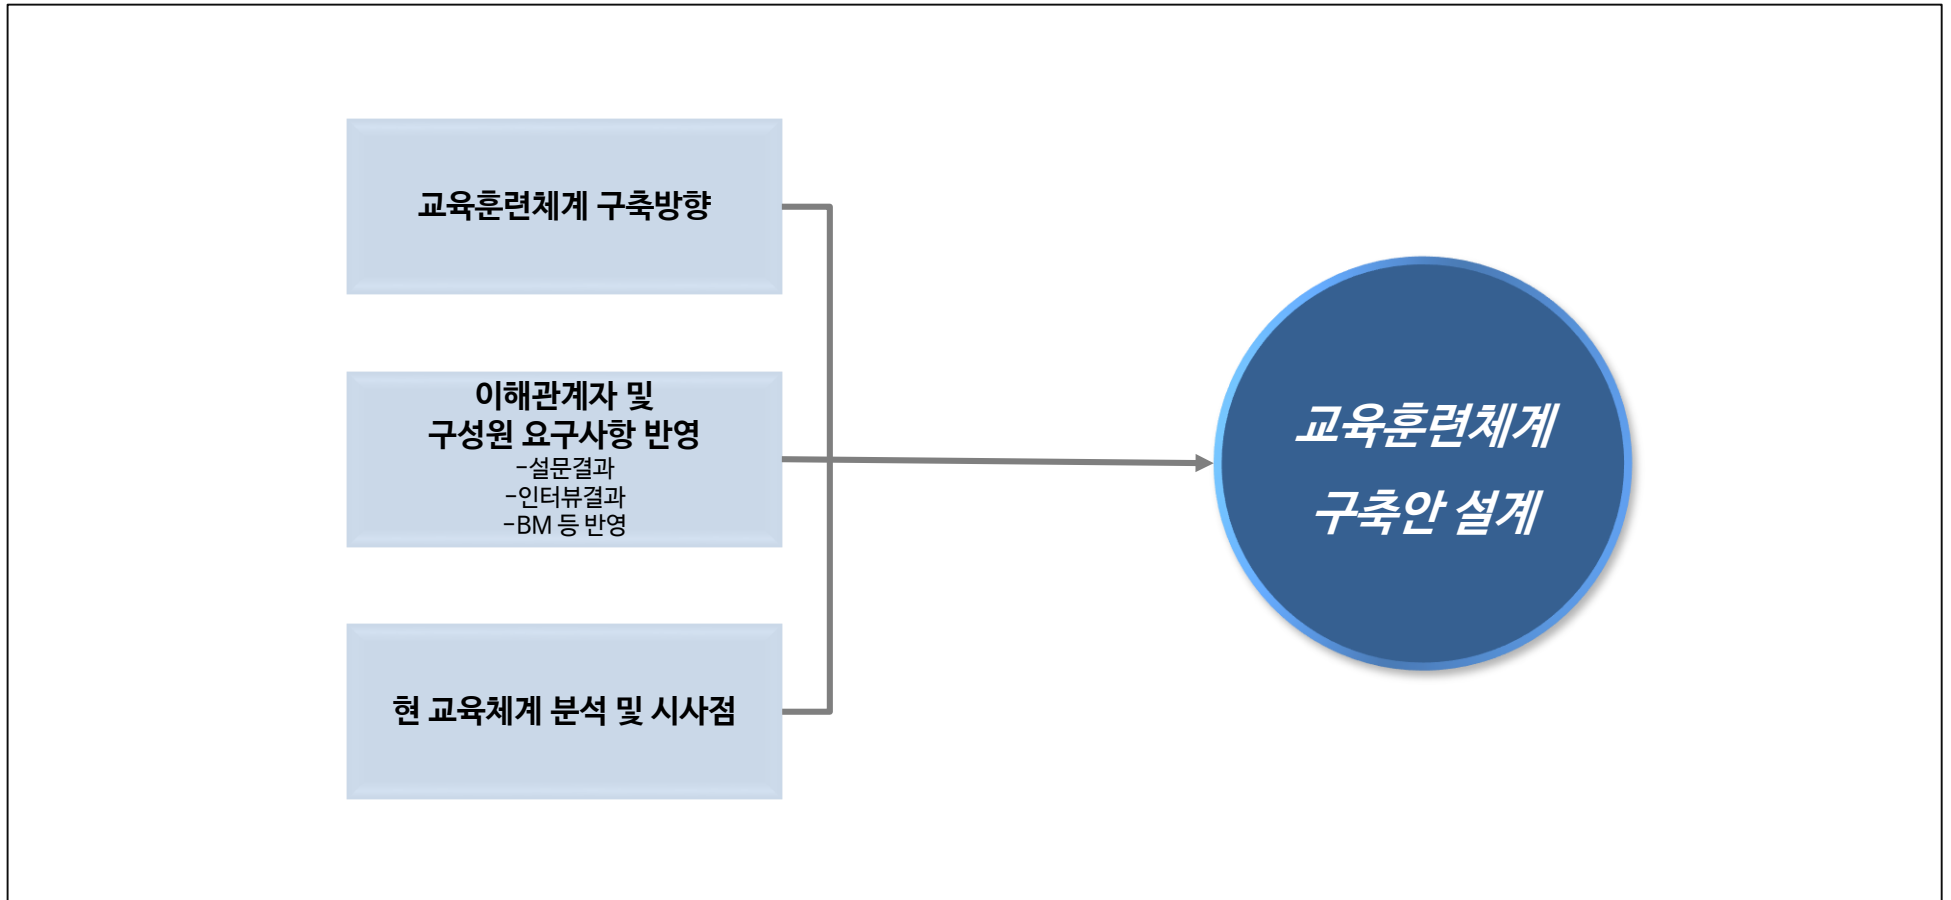 교육훈련체계 구축방향
이해관계자 및
구성원 요구사항 반영
-설문결과
-인터뷰결과
-BM 등 반영
현 교육체계 분석 및 시사점
교육훈련체계
구축안 설계